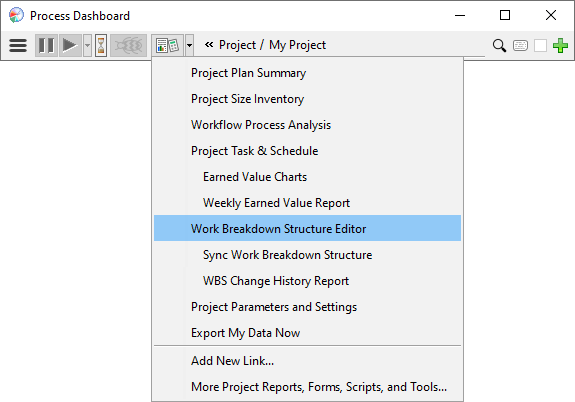 Process Dashboard
« Project / My Project
Project Plan Summary
Project Size Inventory
Workflow Process Analysis
Project Task & Schedule
Earned Value Charts
Weekly Earned Value Report
Work Breakdown Structure Editor
Sync Work Breakdown Structure
WBS Change History Report
Project Parameters and Settings
Export My Data Now
Add New Link...
More Project Reports, Forms, Scripts, and Tools...